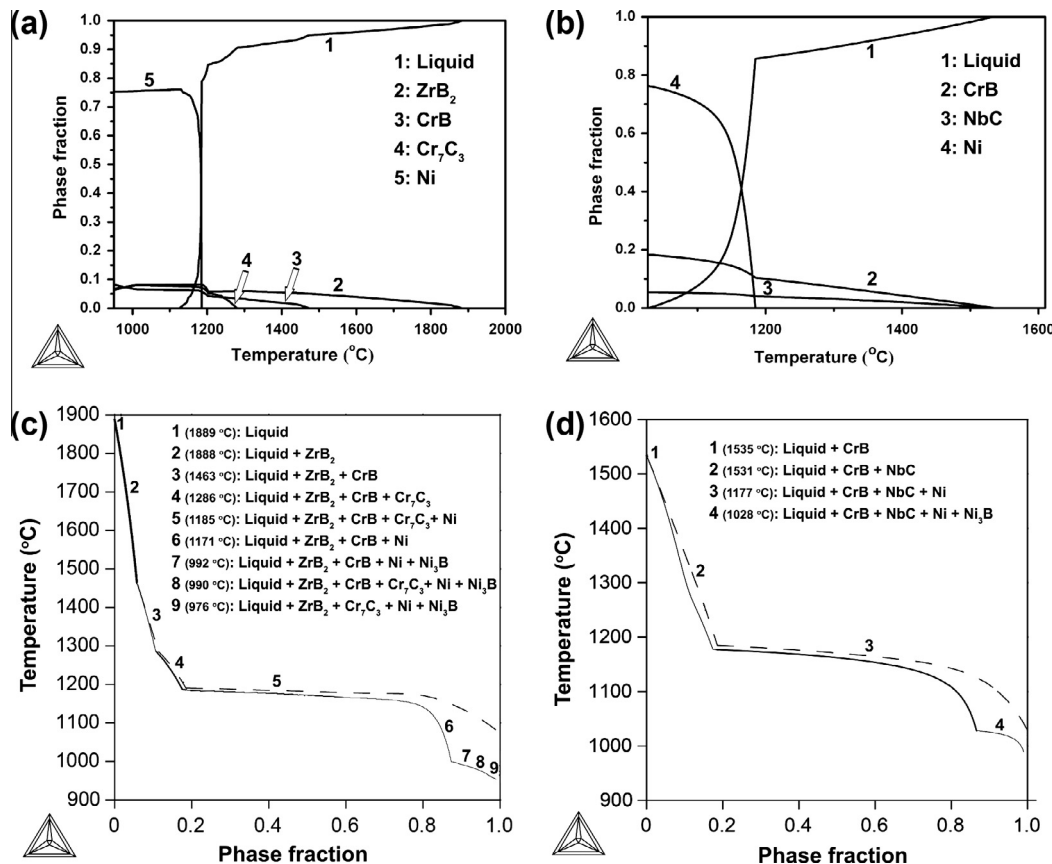 (a)
1.0
0.9
0.8
0.7
0.6
0.5
0.4
0.3
0.2
0.1
0.0
Phase fraction
1
1: Liquid
2: ZrB₂
3: CrB
4: Cr₇C₃
5: Ni
5
4
3
2
1000 1200 1400 1600 1800 2000
Temperature (°C)
(b)
1.0
0.8
0.6
0.4
0.2
0.0
Phase fraction
1
1: Liquid
2: CrB
3: NbC
4: Ni
4
2
3
1200 1400 1600
Temperature (°C)
(c)
1900
1800
1700
1600
1500
1400
1300
1200
1100
1000
900
Temperature (°C)
1
2
3
4
5
6
7 8 9
1 (1889 °C): Liquid
2 (1888 °C): Liquid + ZrB₂
3 (1463 °C): Liquid + ZrB₂ + CrB
4 (1286 °C): Liquid + ZrB₂ + CrB + Cr₇C₃
5 (1185 °C): Liquid + ZrB₂ + CrB + Cr₇C₃+ Ni
6 (1171 °C): Liquid + ZrB₂ + CrB + Ni
7 (992 °C): Liquid + ZrB₂ + CrB + Ni + Ni₃B
8 (990 °C): Liquid + ZrB₂ + CrB + Cr₇C₃+ Ni + Ni₃B
9 (976 °C): Liquid + ZrB₂ + Cr₇C₃ + Ni + Ni₃B
0 0.2 0.4 0.6 0.8 1.0
Phase fraction
(d)
1600
1500
1400
1300
1200
1100
1000
900
Temperature (°C)
1
2
3
4
1 (1535 °C): Liquid + CrB
2 (1531 °C): Liquid + CrB + NbC
3 (1177 °C): Liquid + CrB + NbC + Ni
4 (1028 °C): Liquid + CrB + NbC + Ni + Ni₃B
0 0.2 0.4 0.6 0.8 1.0
Phase fraction